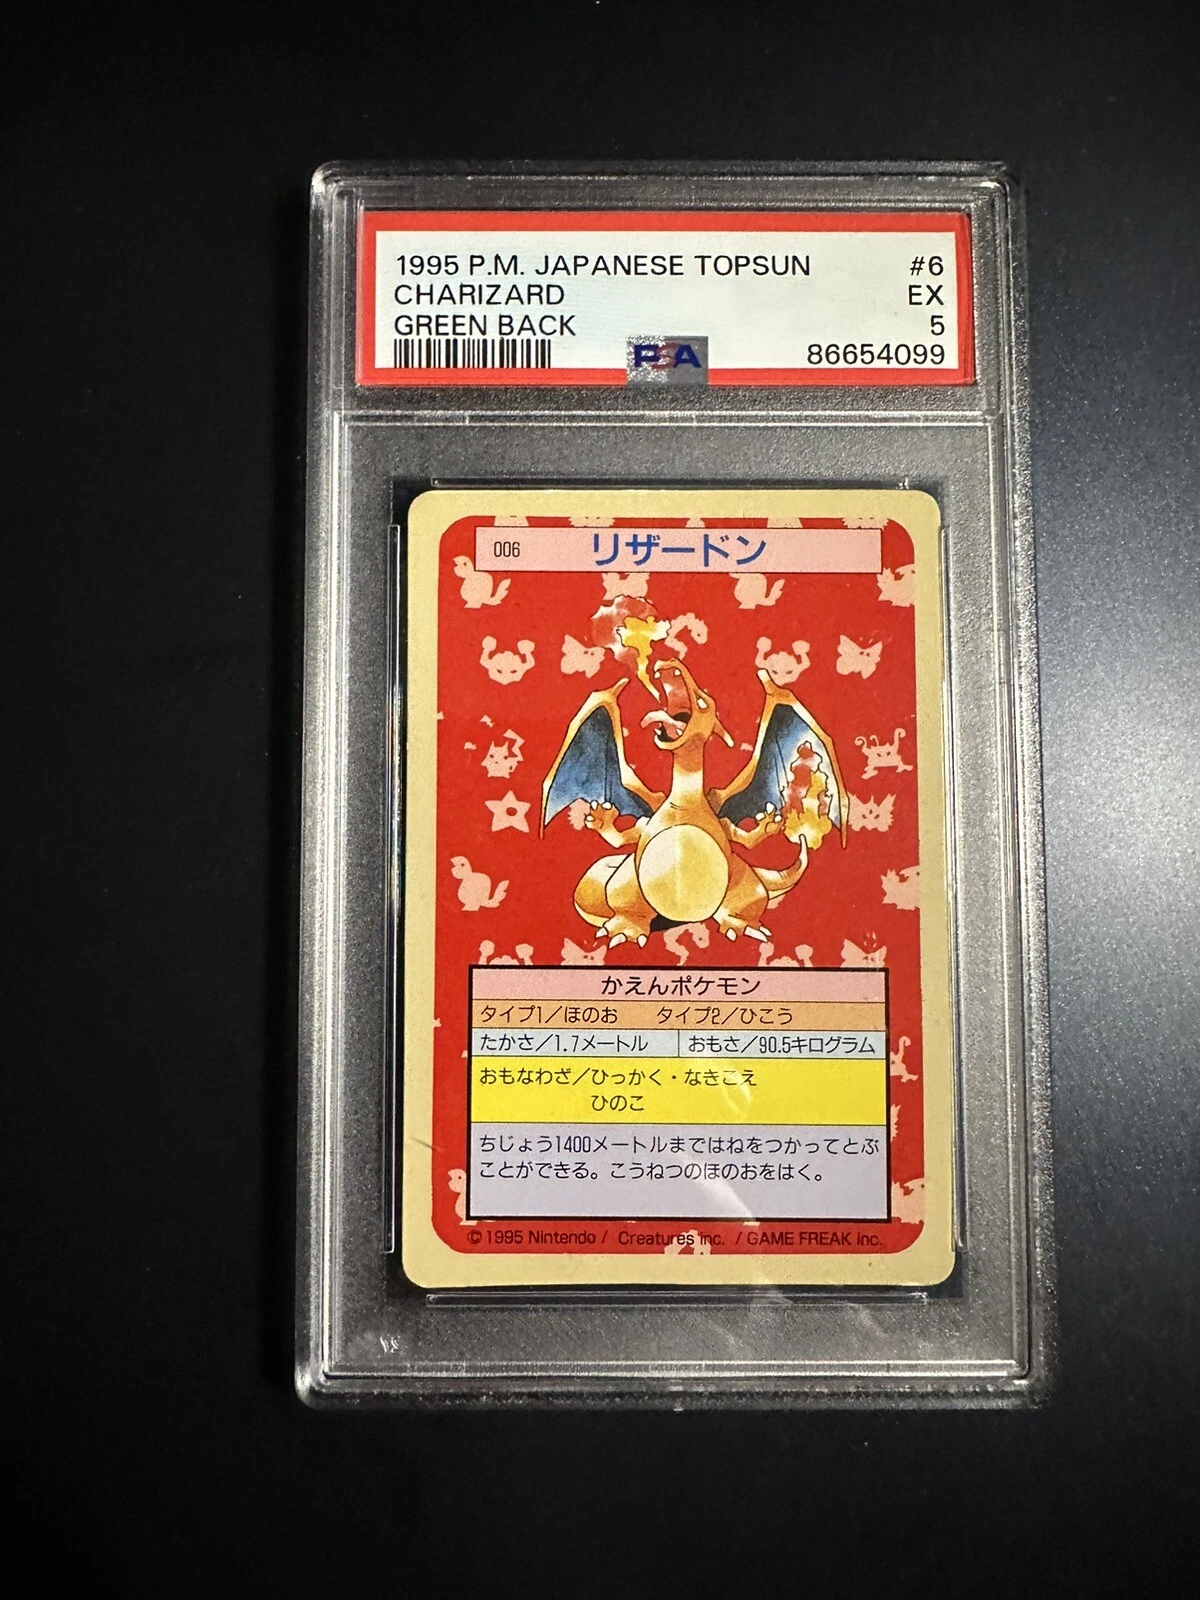 1995 P.M. JAPANESE TOPSUN #6
CHARIZARD EX
GREEN BACK 5
PSA 86654099
006 リザードン
かえんポケモン
タイプ1/ほのお タイプ2/ひこう
たかさ/1.7メートル おもさ/90.5キログラム
おもなわざ/ひっかく・なきごえ
ひのこ
ちじょう1400メートルまではねをつかってとぶ
ことができる。こうねつのほのおをはく。
©1995 Nintendo / Creatures inc. / GAME FREAK inc.